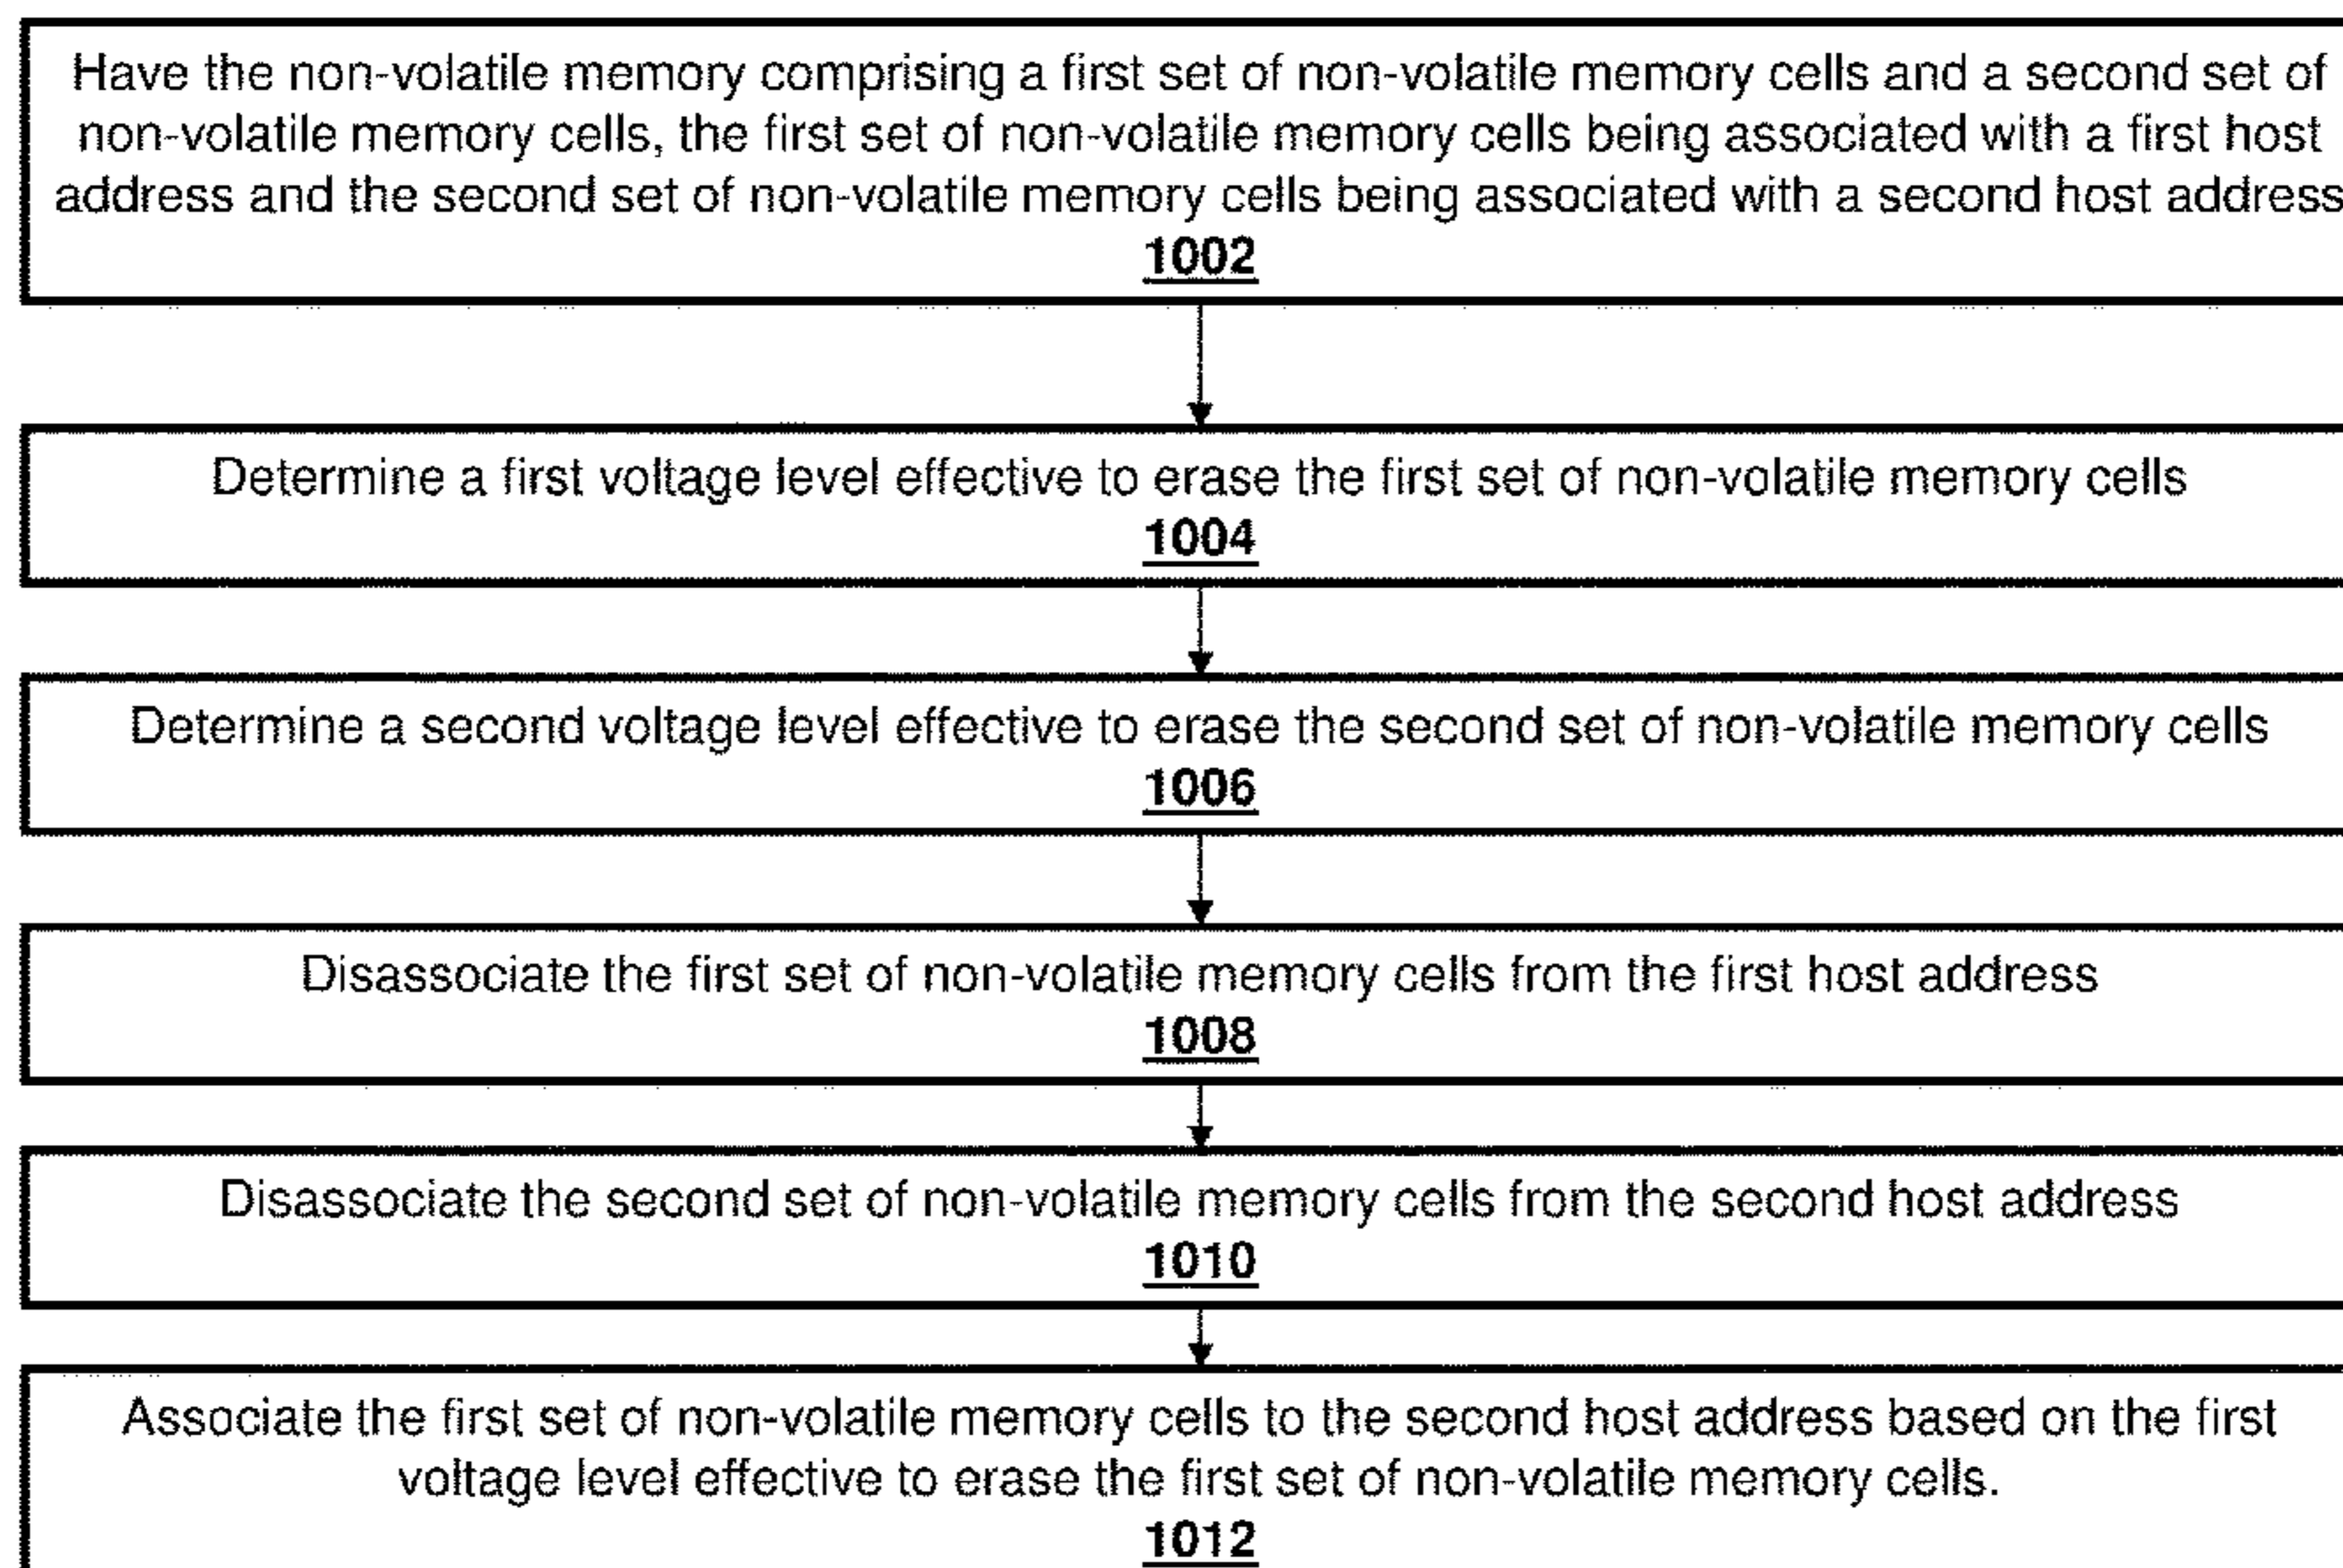 Have the non-volatile memory comprising a first set of non-volatile memory cells and a second set of
non-volatile memory cells, the first set of non-volatile memory cells being associated with a first host
address and the second set of non-volatile memory cells being associated with a second host address
1002
Determine a first voltage level effective to erase the first set of non-volatile memory cells
1004
Determine a second voltage level effective to erase the second set of non-volatile memory cells
1006
Disassociate the first set of non-volatile memory cells from the first host address
1008
Disassociate the second set of non-volatile memory cells from the second host address
1010
Associate the first set of non-volatile memory cells to the second host address based on the first
voltage level effective to erase the first set of non-volatile memory cells.
1012